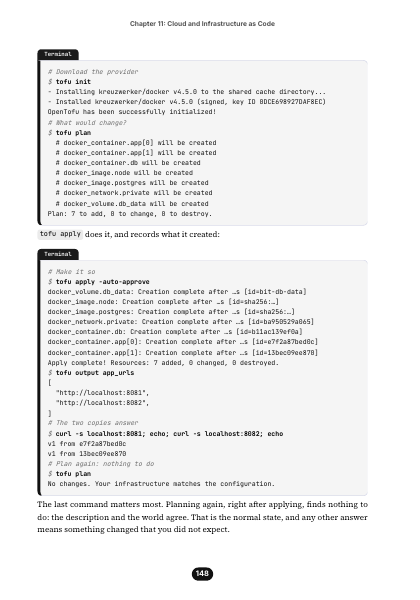 Chapter 11: Cloud and Infrastructure as Code
Terminal
# Download the provider
$ tofu init
- Installing kreuzwerker/docker v4.5.0 to the shared cache directory...
- Installed kreuzwerker/docker v4.5.0 (signed, key ID 8DCE698927DAF8EC)
OpenTofu has been successfully initialized!
# What would change?
$ tofu plan
# docker_container.app[0] will be created
# docker_container.app[1] will be created
# docker_container.db will be created
# docker_image.node will be created
# docker_image.postgres will be created
# docker_network.private will be created
# docker_volume.db_data will be created
Plan: 7 to add, 0 to change, 0 to destroy.
tofu apply does it, and records what it created:
Terminal
# Make it so
$ tofu apply -auto-approve
docker_volume.db_data: Creation complete after …s [id=bit-db-data]
docker_image.node: Creation complete after …s [id=sha256:…]
docker_image.postgres: Creation complete after …s [id=sha256:…]
docker_network.private: Creation complete after …s [id=ba950529a065]
docker_container.db: Creation complete after …s [id=b11ac139ef0a]
docker_container.app[0]: Creation complete after …s [id=e7f2a87bed0c]
docker_container.app[1]: Creation complete after …s [id=13bec09ee870]
Apply complete! Resources: 7 added, 0 changed, 0 destroyed.
$ tofu output app_urls
[
"http://localhost:8081",
"http://localhost:8082",
]
# The two copies answer
$ curl -s localhost:8081; echo; curl -s localhost:8082; echo
v1 from e7f2a87bed0c
v1 from 13bec09ee870
# Plan again: nothing to do
$ tofu plan
No changes. Your infrastructure matches the configuration.
The last command matters most. Planning again, right after applying, finds nothing to
do: the description and the world agree. That is the normal state, and any other answer
means something changed that you did not expect.
148